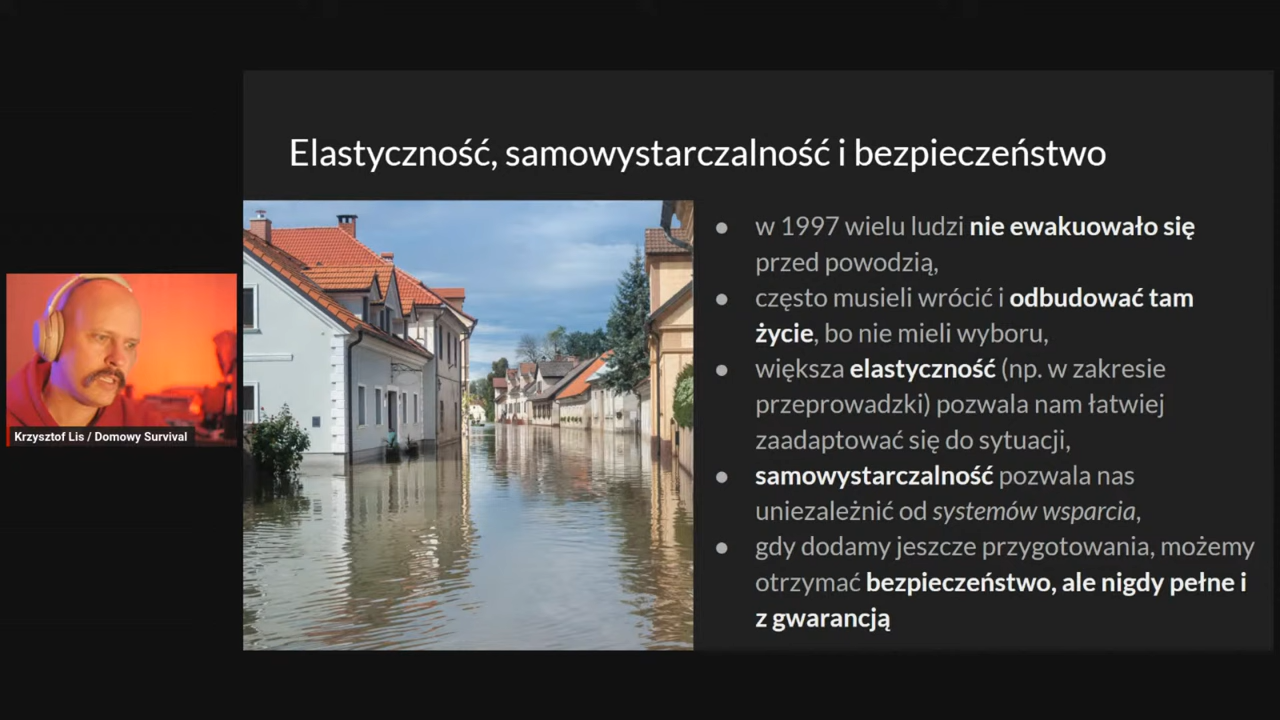 Elastyczność, samowystarczalność i bezpieczeństwo
● w 1997 wielu ludzi nie ewakuowało się
przed powodzią,
● często musieli wrócić i odbudować tam
życie, bo nie mieli wyboru,
● większa elastyczność (np. w zakresie
przeprowadzki) pozwala nam łatwiej
zaadaptować się do sytuacji,
● samowystarczalność pozwala nas
uniezależnić od systemów wsparcia,
● gdy dodamy jeszcze przygotowania, możemy
otrzymać bezpieczeństwo, ale nigdy pełne i
z gwarancją
Krzysztof Lis / Domowy Survival